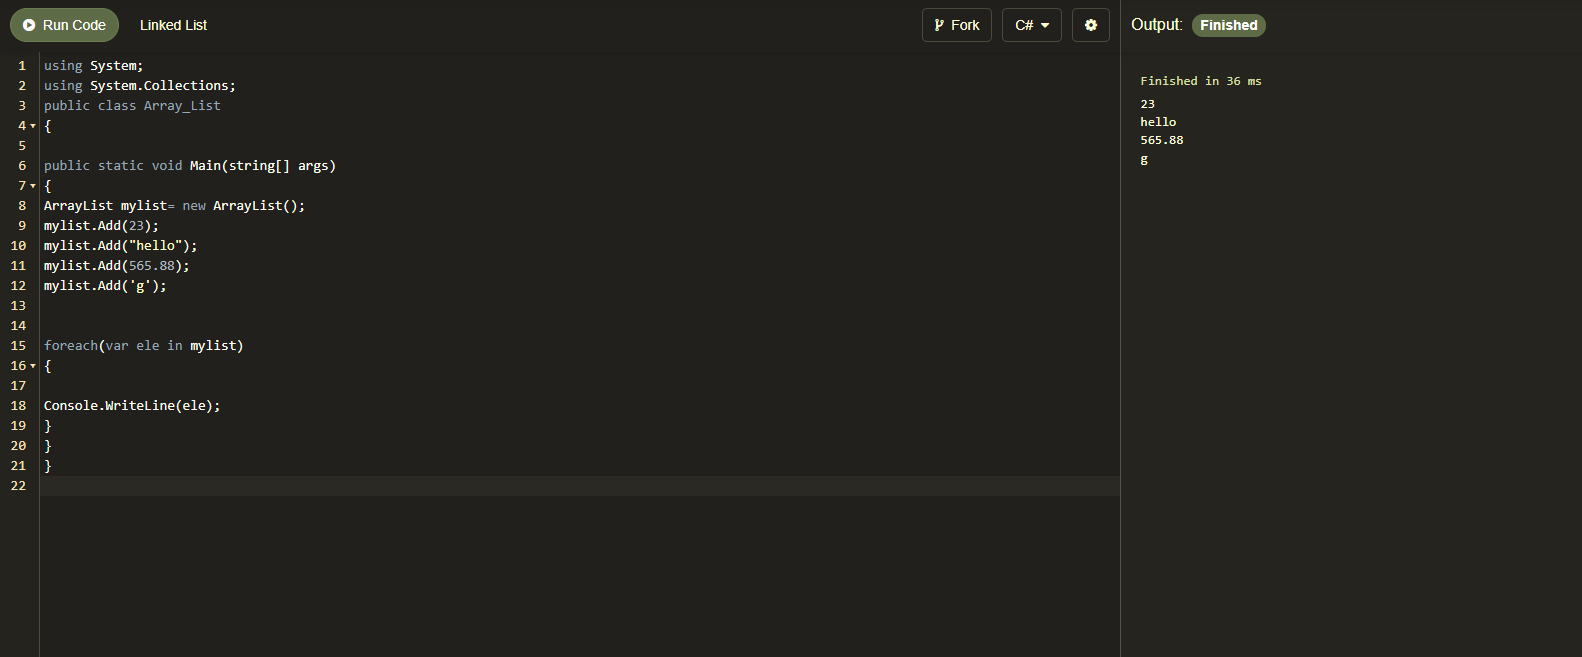 Run Code Linked List Fork C# Output: Finished
1 using System;
2 using System.Collections;
3 public class Array_List
4 {
5
6 public static void Main(string[] args)
7 {
8 ArrayList mylist= new ArrayList();
9 mylist.Add(23);
10 mylist.Add("hello");
11 mylist.Add(565.88);
12 mylist.Add('g');
13
14
15 foreach(var ele in mylist)
16 {
17
18 Console.WriteLine(ele);
19 }
20 }
21 }
22
Finished in 36 ms
23
hello
565.88
g